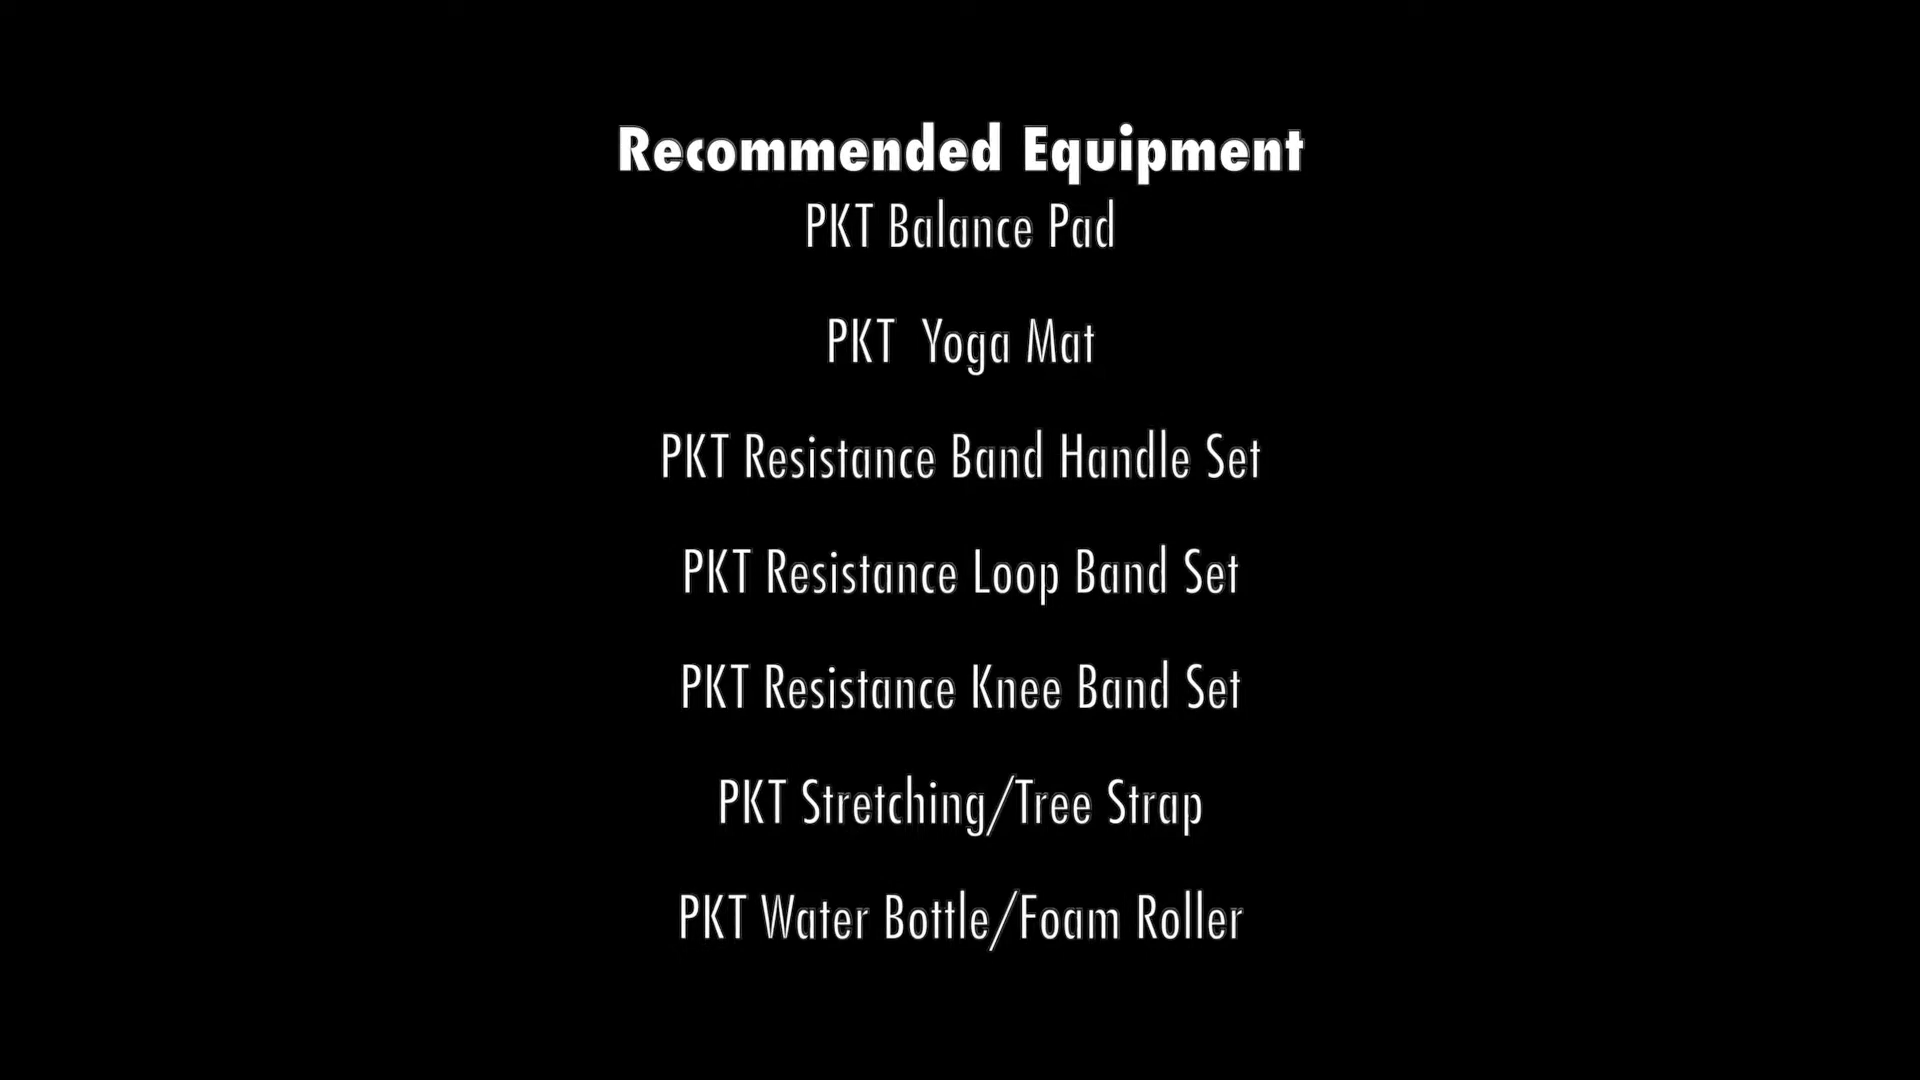 Recommended Equipment
PKT Balance Pad
PKT  Yoga Mat
PKT Resistance Band Handle Set
PKT Resistance Loop Band Set
PKT Resistance Knee Band Set
PKT Stretching/Tree Strap
PKT Water Bottle/Foam Roller